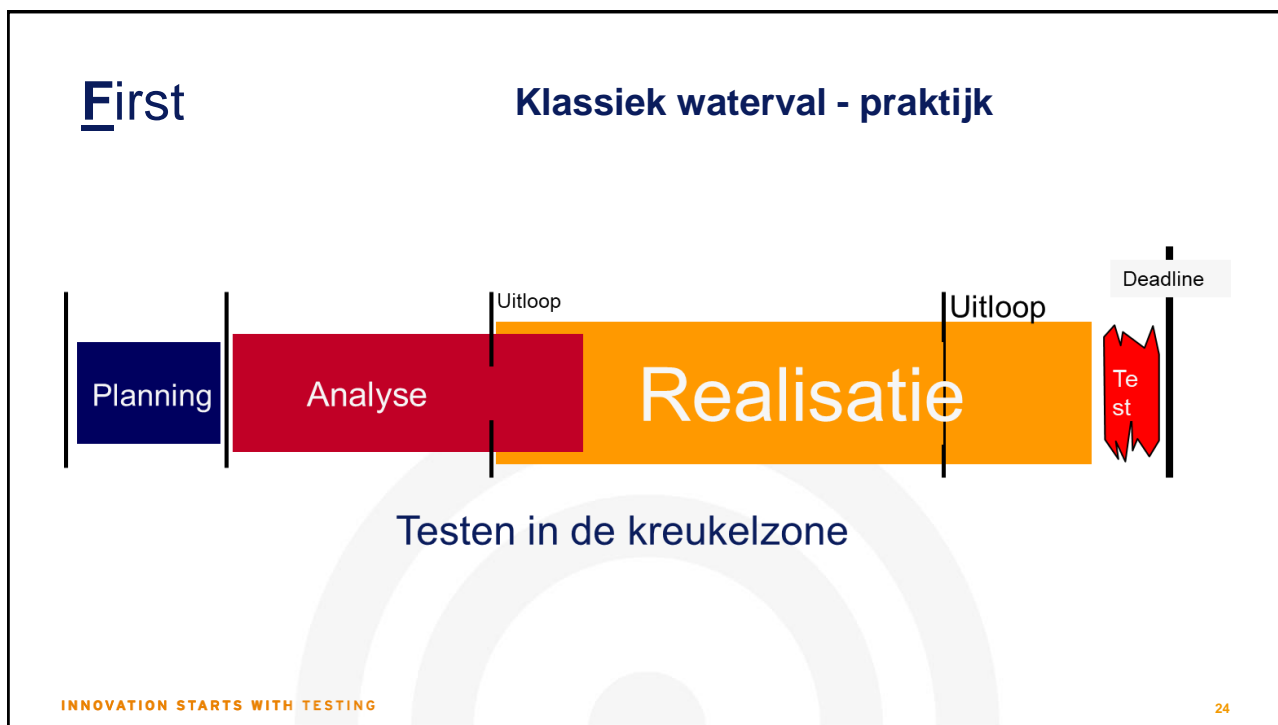 First
Klassiek waterval - praktijk
Deadline
Uitloop
Uitloop
Planning
Analyse
Realisatie
Te
st
Testen in de kreukelzone
INNOVATION STARTS WITH TESTING
24